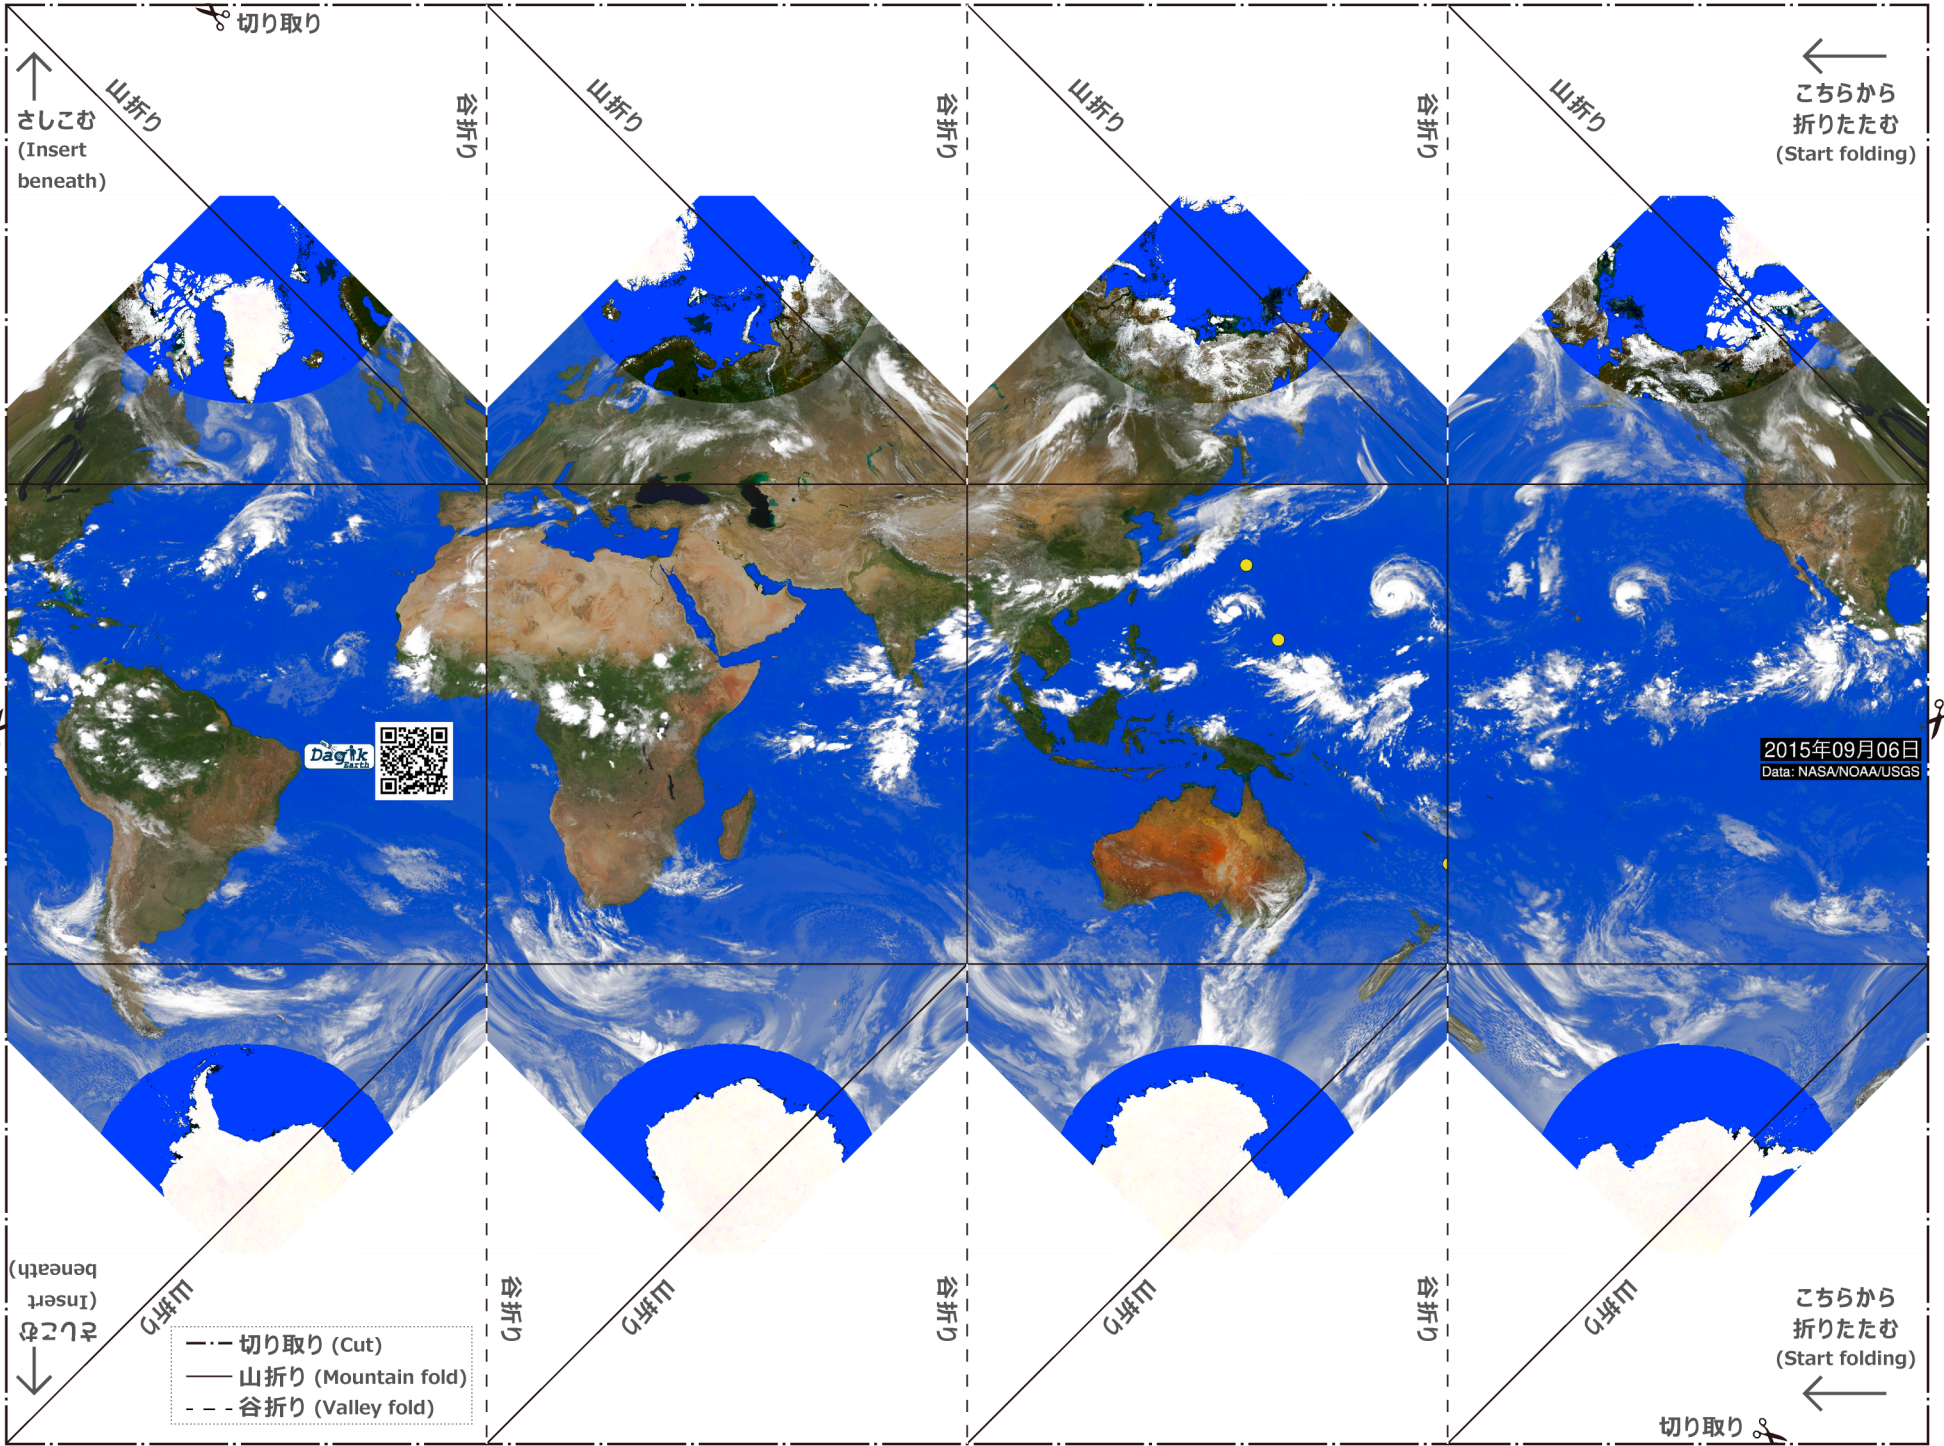 切り取り
山折り
谷折り
山折り
谷折り
山折り
谷折り
山折り
こちらから
折りたたむ
(Start folding)
さしこむ
(Insert
beneath)
Dagik
Earth
2015年09月06日
Data: NASA/NOAA/USGS
さしこむ
(Insert
beneath)
山折り
谷折り
山折り
谷折り
山折り
谷折り
山折り
こちらから
折りたたむ
(Start folding)
切り取り (Cut)
山折り (Mountain fold)
谷折り (Valley fold)
切り取り